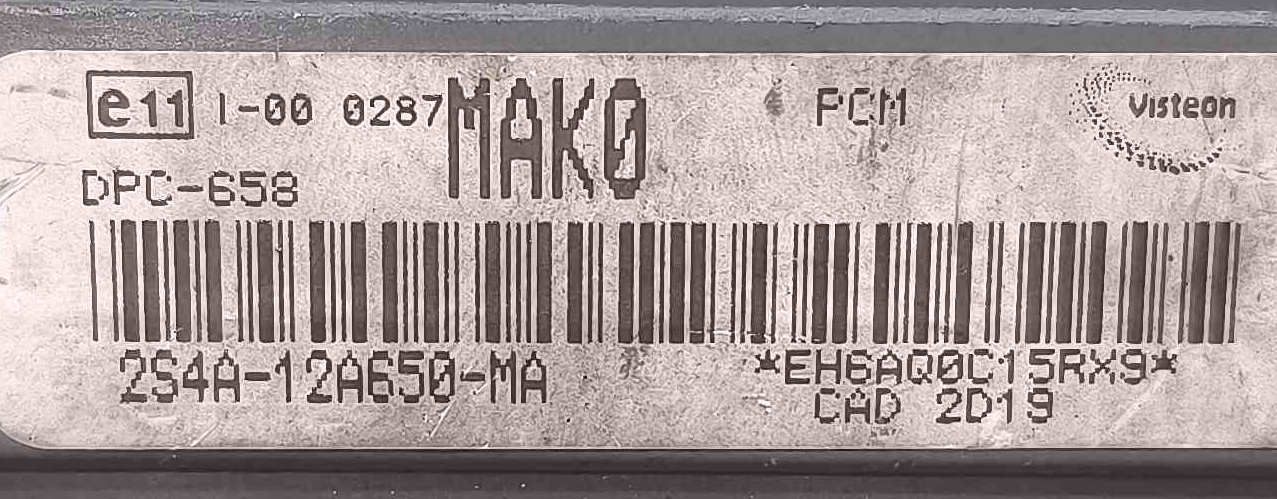 e11 I-00 0287 MAK0 PCM Visteon
DPC-658
2S4A-12A650-MA *EH6AQ0C15RX9*
CAD 2D19